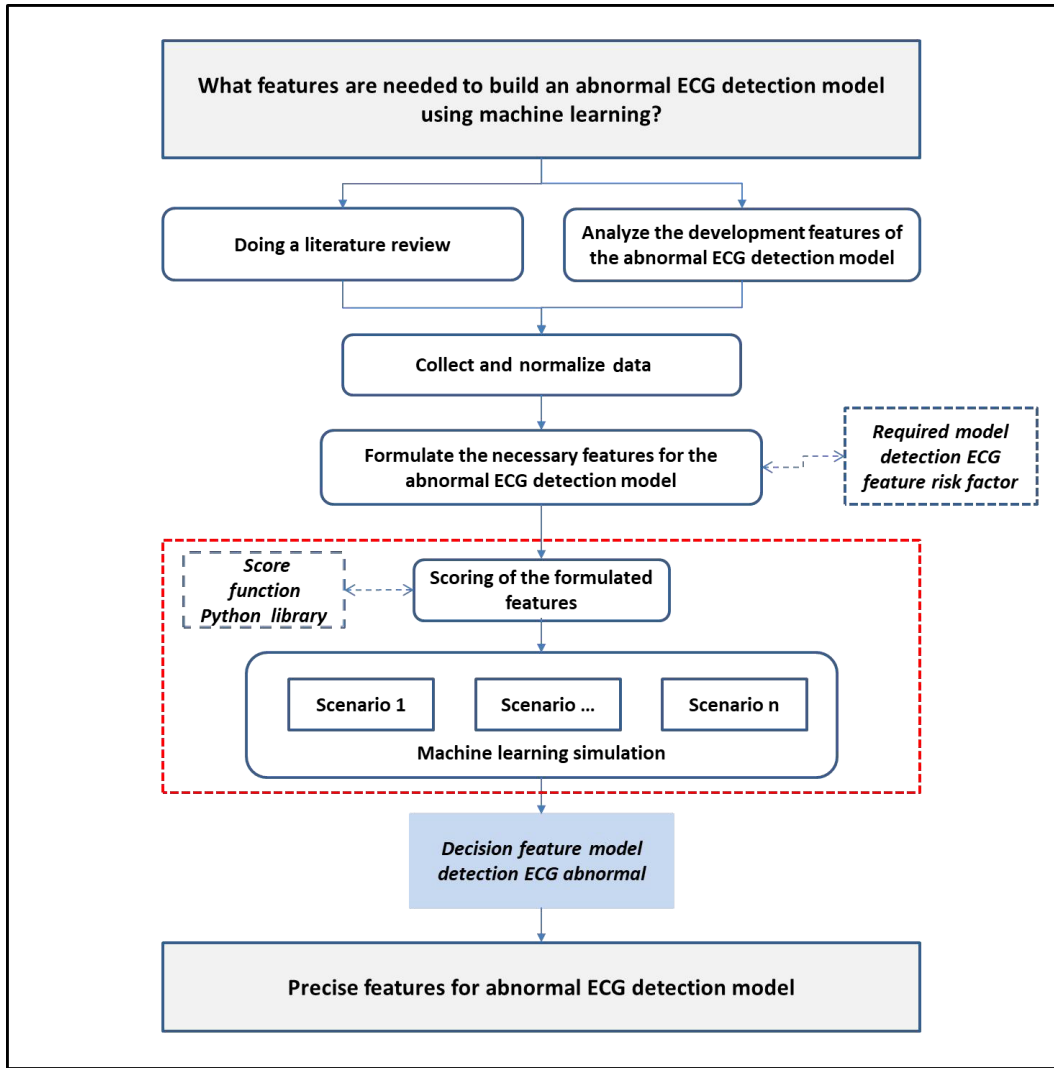 What features are needed to build an abnormal ECG detection model
using machine learning?
Doing a literature review
Analyze the development features of
the abnormal ECG detection model
Collect and normalize data
Formulate the necessary features for the
abnormal ECG detection model
Required model
detection ECG
feature risk factor
Score
function
Python library
Scoring of the formulated
features
Scenario 1
Scenario ...
Scenario n
Machine learning simulation
Decision feature model
detection ECG abnormal
Precise features for abnormal ECG detection model